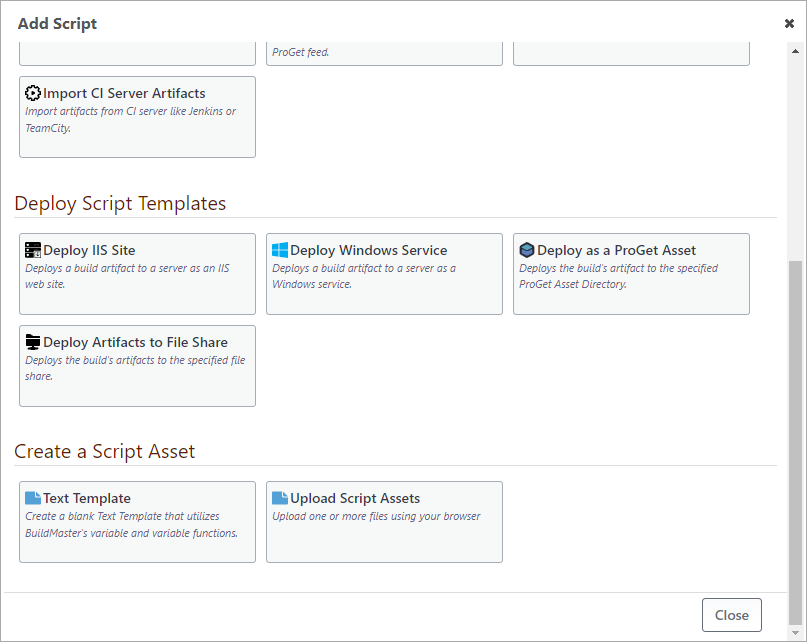 Add Script
ProGet feed.
Import CI Server Artifacts
Import artifacts from CI server like Jenkins or
TeamCity.
Deploy Script Templates
Deploy IIS Site
Deploys a build artifact to a server as an IIS
web site.
Deploy Windows Service
Deploys a build artifact to a server as a
Windows service.
Deploy as a ProGet Asset
Deploys the build's artifact to the specified
ProGet Asset Directory.
Deploy Artifacts to File Share
Deploys the build's artifacts to the specified file
share.
Create a Script Asset
Text Template
Create a blank Text Template that utilizes
BuildMaster's variable and variable functions.
Upload Script Assets
Upload one or more files using your browser
Close